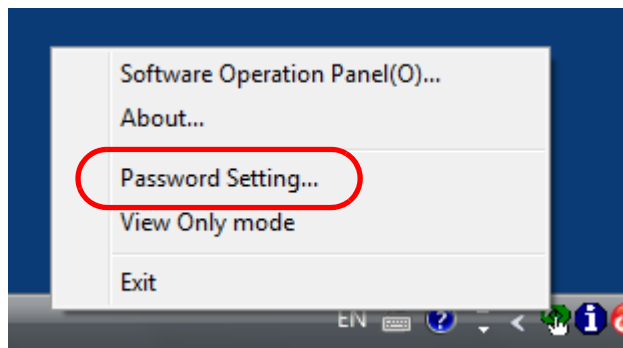 Software Operation Panel(O)...
About...
Password Setting...
View Only mode
Exit
EN